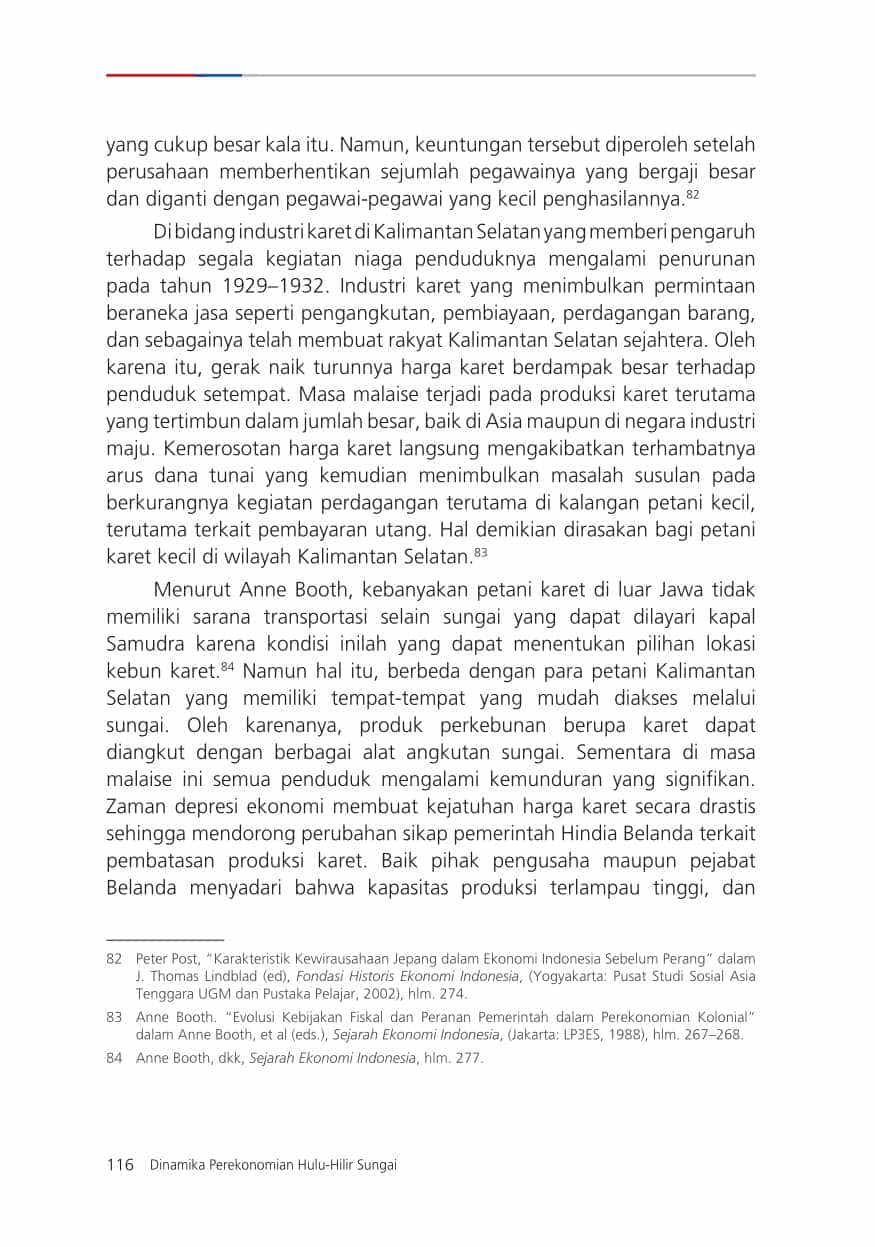 yang cukup besar kala itu. Namun, keuntungan tersebut diperoleh setelah
perusahaan memberhentikan sejumlah pegawainya yang bergaji besar
dan diganti dengan pegawai-pegawai yang kecil penghasilannya.⁸²
Di bidang industri karet di Kalimantan Selatan yang memberi pengaruh
terhadap segala kegiatan niaga penduduknya mengalami penurunan
pada tahun 1929–1932. Industri karet yang menimbulkan permintaan
beraneka jasa seperti pengangkutan, pembiayaan, perdagangan barang,
dan sebagainya telah membuat rakyat Kalimantan Selatan sejahtera. Oleh
karena itu, gerak naik turunnya harga karet berdampak besar terhadap
penduduk setempat. Masa malaise terjadi pada produksi karet terutama
yang tertimbun dalam jumlah besar, baik di Asia maupun di negara industri
maju. Kemerosotan harga karet langsung mengakibatkan terhambatnya
arus dana tunai yang kemudian menimbulkan masalah susulan pada
berkurangnya kegiatan perdagangan terutama di kalangan petani kecil,
terutama terkait pembayaran utang. Hal demikian dirasakan bagi petani
karet kecil di wilayah Kalimantan Selatan.⁸³
Menurut Anne Booth, kebanyakan petani karet di luar Jawa tidak
memiliki sarana transportasi selain sungai yang dapat dilayari kapal
Samudra karena kondisi inilah yang dapat menentukan pilihan lokasi
kebun karet.⁸⁴ Namun hal itu, berbeda dengan para petani Kalimantan
Selatan yang memiliki tempat-tempat yang mudah diakses melalui
sungai. Oleh karenanya, produk perkebunan berupa karet dapat
diangkut dengan berbagai alat angkutan sungai. Sementara di masa
malaise ini semua penduduk mengalami kemunduran yang signifikan.
Zaman depresi ekonomi membuat kejatuhan harga karet secara drastis
sehingga mendorong perubahan sikap pemerintah Hindia Belanda terkait
pembatasan produksi karet. Baik pihak pengusaha maupun pejabat
Belanda menyadari bahwa kapasitas produksi terlampau tinggi, dan
82 Peter Post, “Karakteristik Kewirausahaan Jepang dalam Ekonomi Indonesia Sebelum Perang” dalam
J. Thomas Lindblad (ed), Fondasi Historis Ekonomi Indonesia, (Yogyakarta: Pusat Studi Sosial Asia
Tenggara UGM dan Pustaka Pelajar, 2002), hlm. 274.
83 Anne Booth. “Evolusi Kebijakan Fiskal dan Peranan Pemerintah dalam Perekonomian Kolonial”
dalam Anne Booth, et al (eds.), Sejarah Ekonomi Indonesia, (Jakarta: LP3ES, 1988), hlm. 267–268.
84 Anne Booth, dkk, Sejarah Ekonomi Indonesia, hlm. 277.
116 Dinamika Perekonomian Hulu-Hilir Sungai